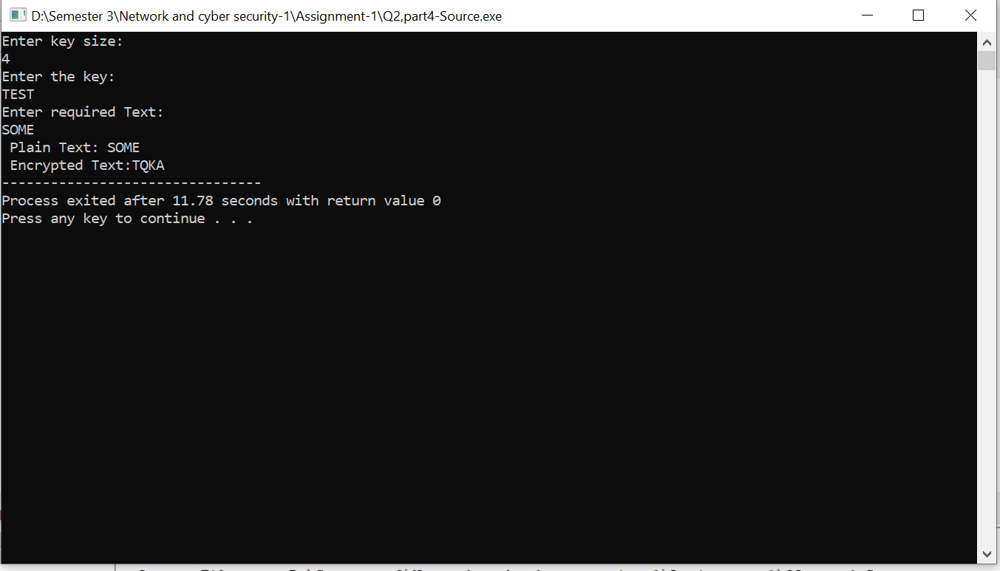 D:\Semester 3\Network and cyber security-1\Assignment-1\Q2,part4-Source.exe
Enter key size:
4
Enter the key:
TEST
Enter required Text:
SOME
 Plain Text: SOME
 Encrypted Text:TQKA
--------------------------------
Process exited after 11.78 seconds with return value 0
Press any key to continue . . .